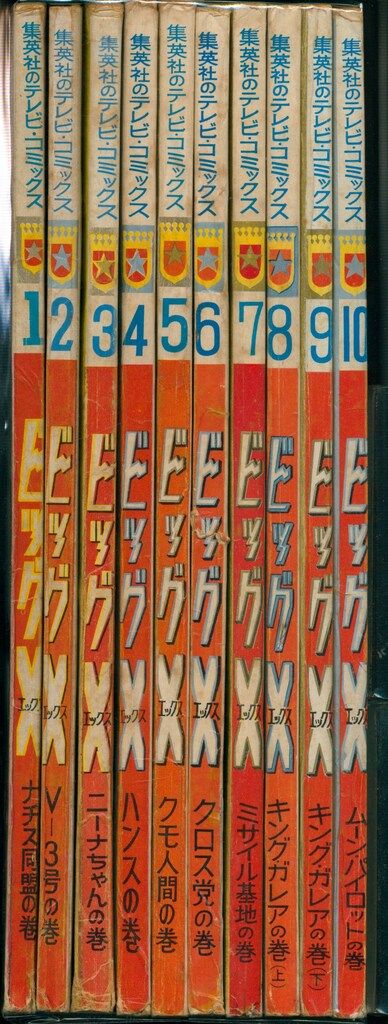 集英社のテレビ・コミックス
1
ビッグX
エックス
ナチス同盟の巻
集英社のテレビ・コミックス
2
ビッグX
エックス
V-3号の巻
集英社のテレビ・コミックス
3
ビッグX
エックス
ニーナちゃんの巻
集英社のテレビ・コミックス
4
ビッグX
エックス
ハンスの巻
集英社のテレビ・コミックス
5
ビッグX
エックス
クモ人間の巻
集英社のテレビ・コミックス
6
ビッグX
エックス
クロス党の巻
集英社のテレビ・コミックス
7
ビッグX
エックス
ミサイル基地の巻
集英社のテレビ・コミックス
8
ビッグX
エックス
キングガレアの巻(上)
集英社のテレビ・コミックス
9
ビッグX
エックス
キング・ガレアの巻(下)
集英社のテレビ・コミックス
10
ビッグX
エックス
ムーンパイロットの巻